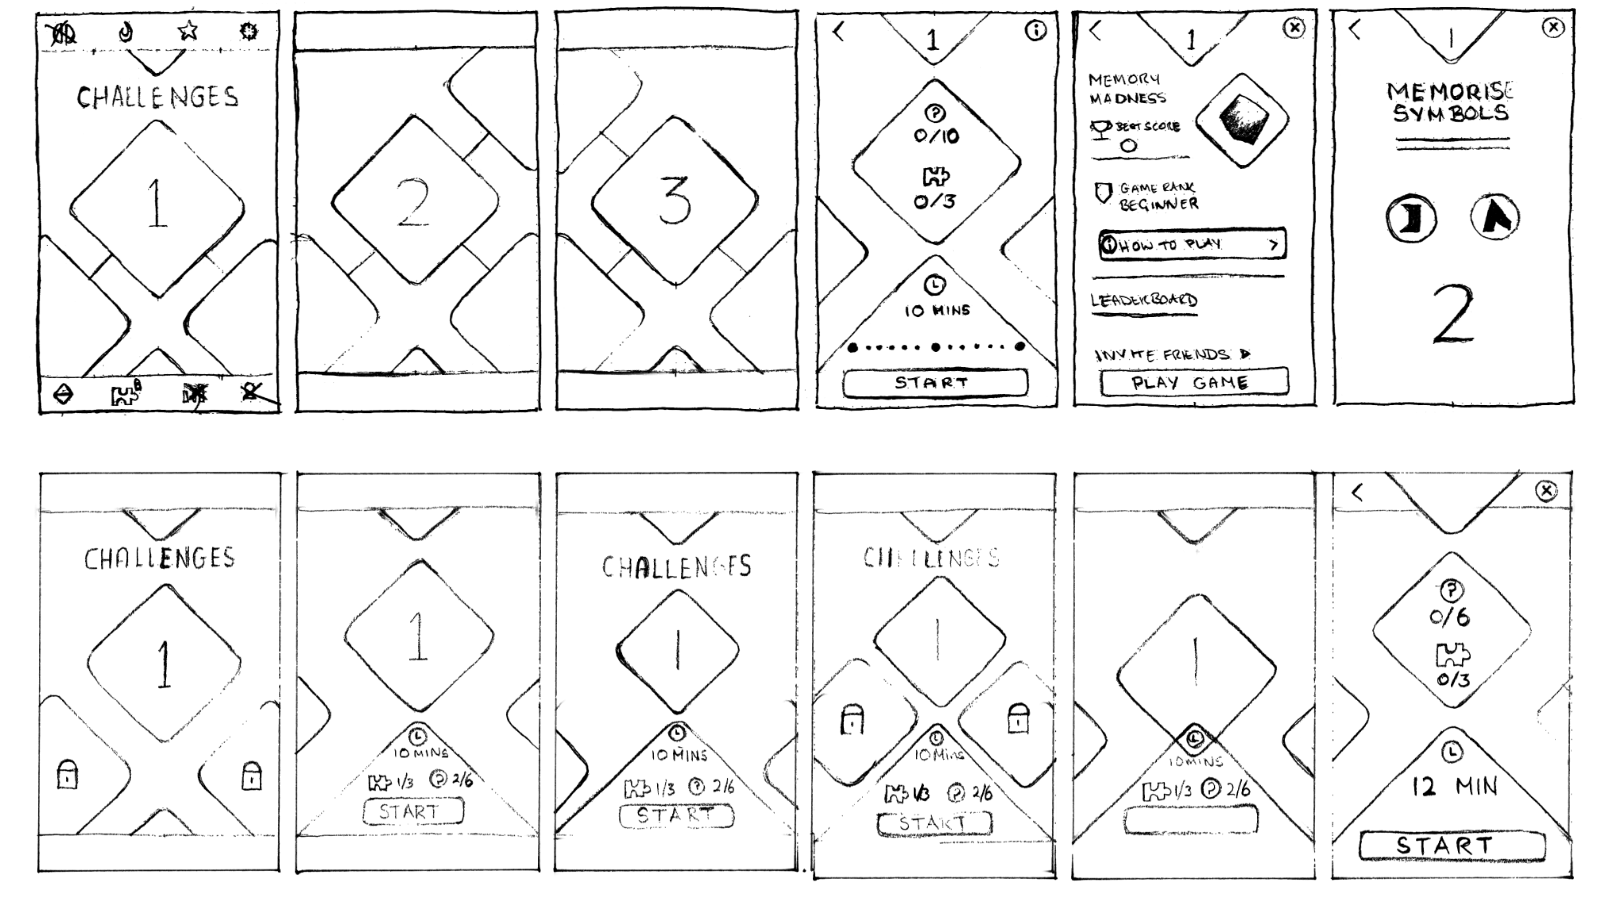 CHALLENGES
1
2
3
1
?
0/10
0/3
10 MINS
START
1
MEMORY
MADNESS
BEST SCORE
0
GAME RANK
BEGINNER
i HOW TO PLAY >
LEADERBOARD
INVITE FRIENDS
PLAY GAME
1
MEMORISE
SYMBOLS
2
CHALLENGES
1
1
10 MINS
1/3 ? 2/6
START
CHALLENGES
1
10 MINS
1/3 ? 2/6
START
CHALLENGES
1
10 Mins
1/3 ? 2/6
START
1
10 MINS
1/3 ? 2/6
?
0/6
0/3
12 MIN
START